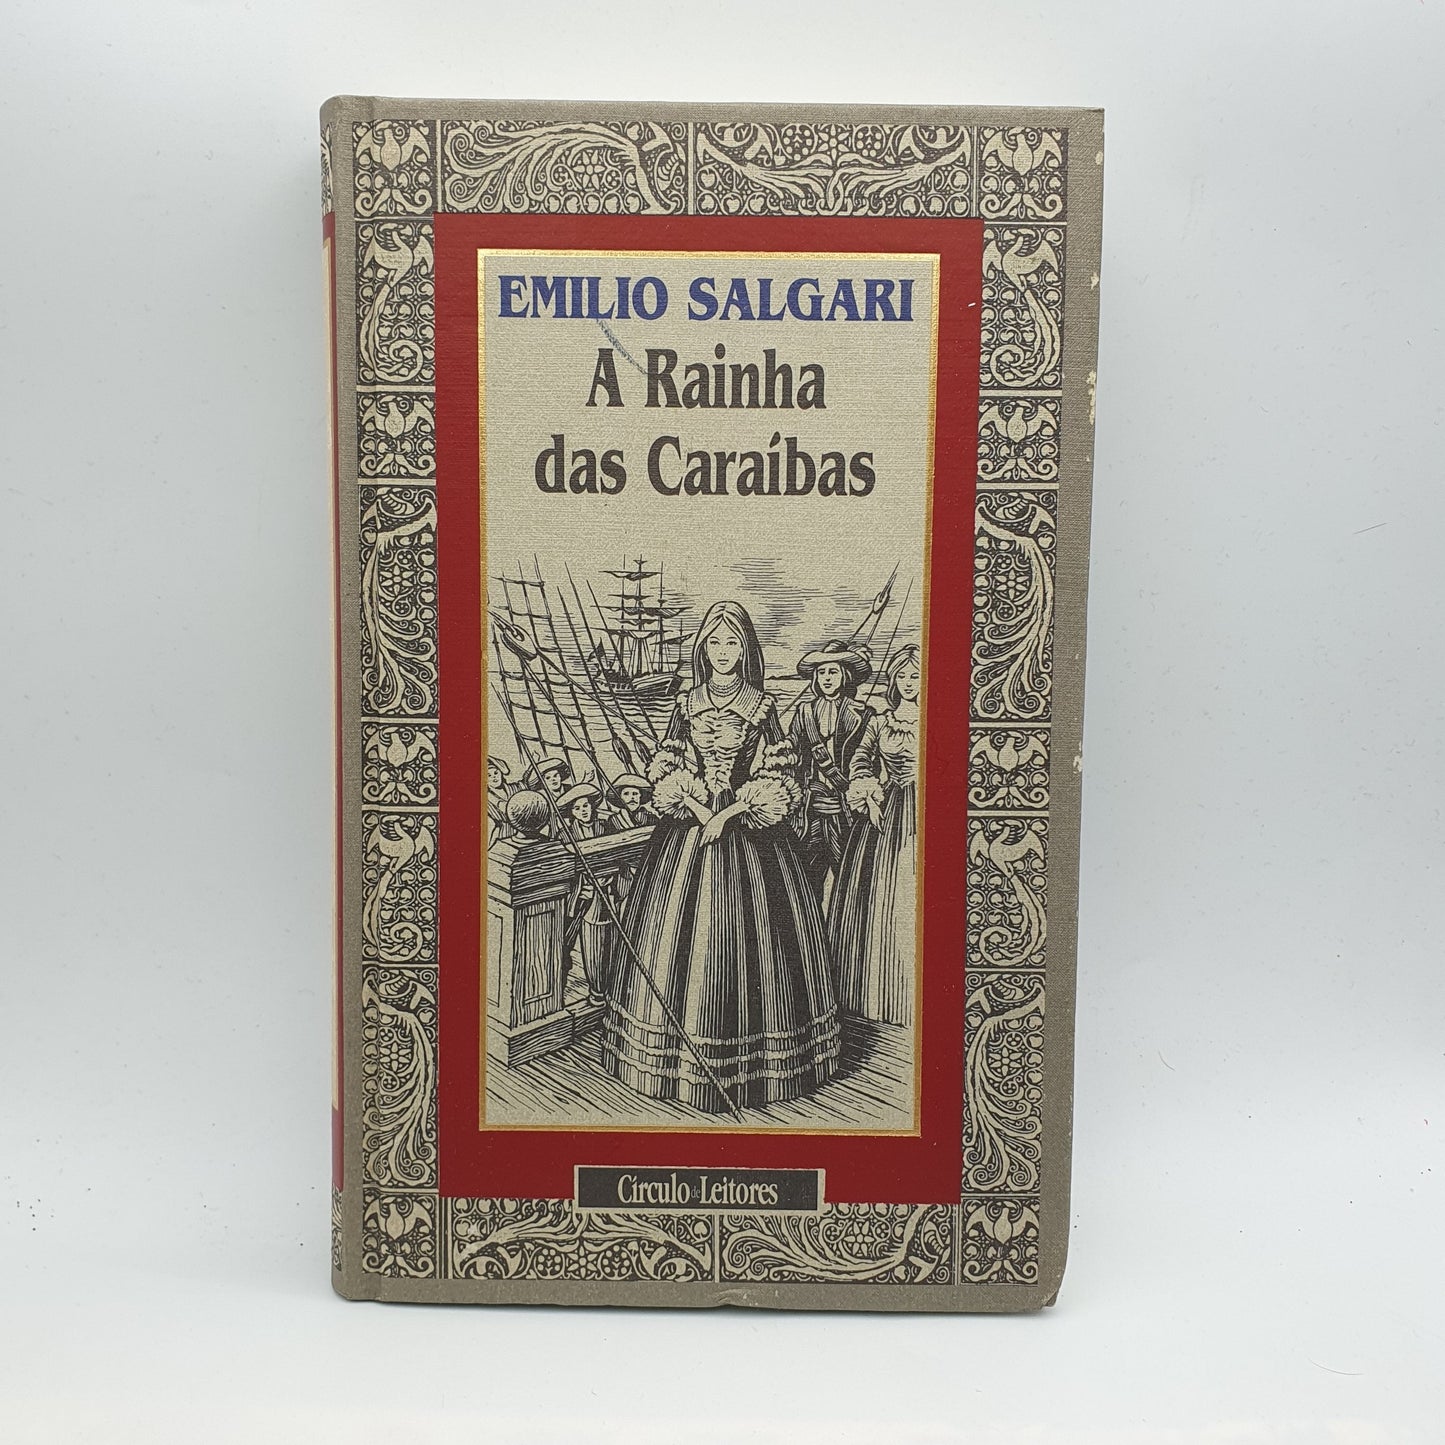 EMILIO SALGARI
A Rainha
das Caraíbas
Círculo de Leitores